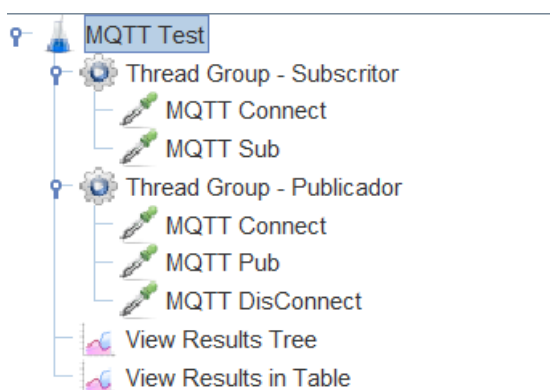 MQTT Test
Thread Group - Subscritor
MQTT Connect
MQTT Sub
Thread Group - Publicador
MQTT Connect
MQTT Pub
MQTT DisConnect
View Results Tree
View Results in Table